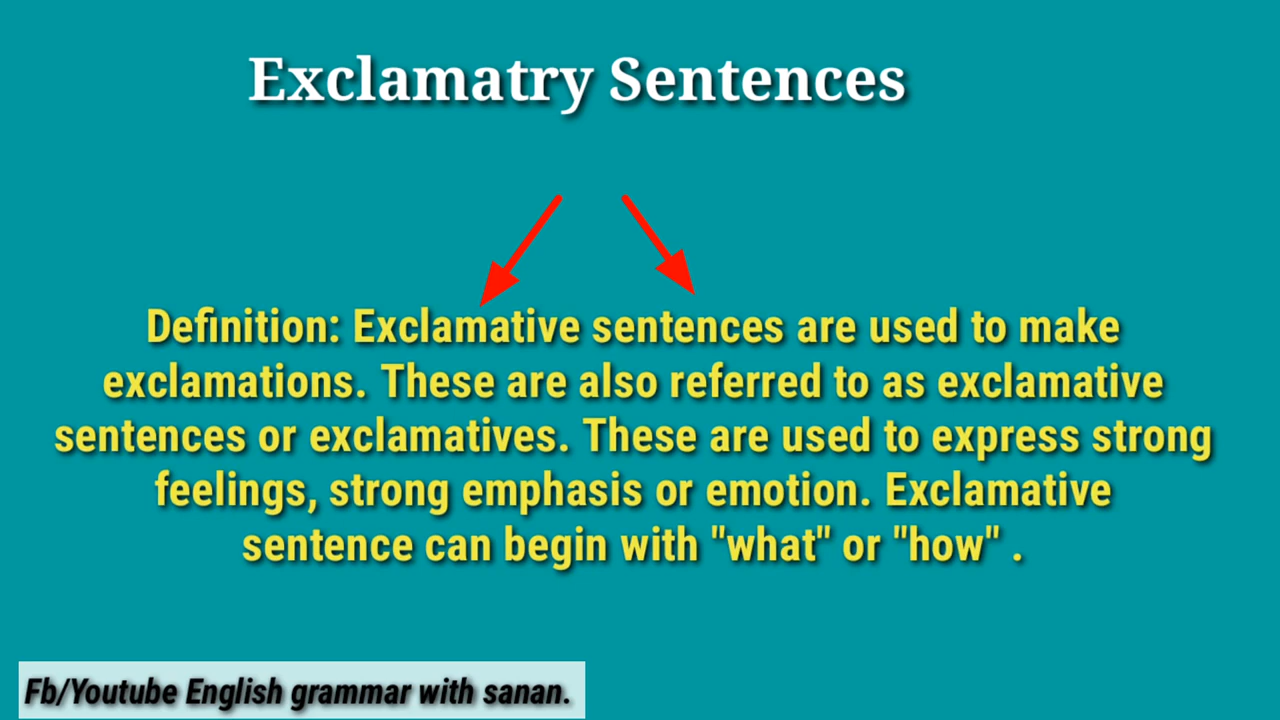 Exclamatry Sentences
Definition: Exclamative sentences are used to make
exclamations. These are also referred to as exclamative
sentences or exclamatives. These are used to express strong
feelings, strong emphasis or emotion. Exclamative
sentence can begin with "what" or "how" .
Fb/Youtube English grammar with sanan.